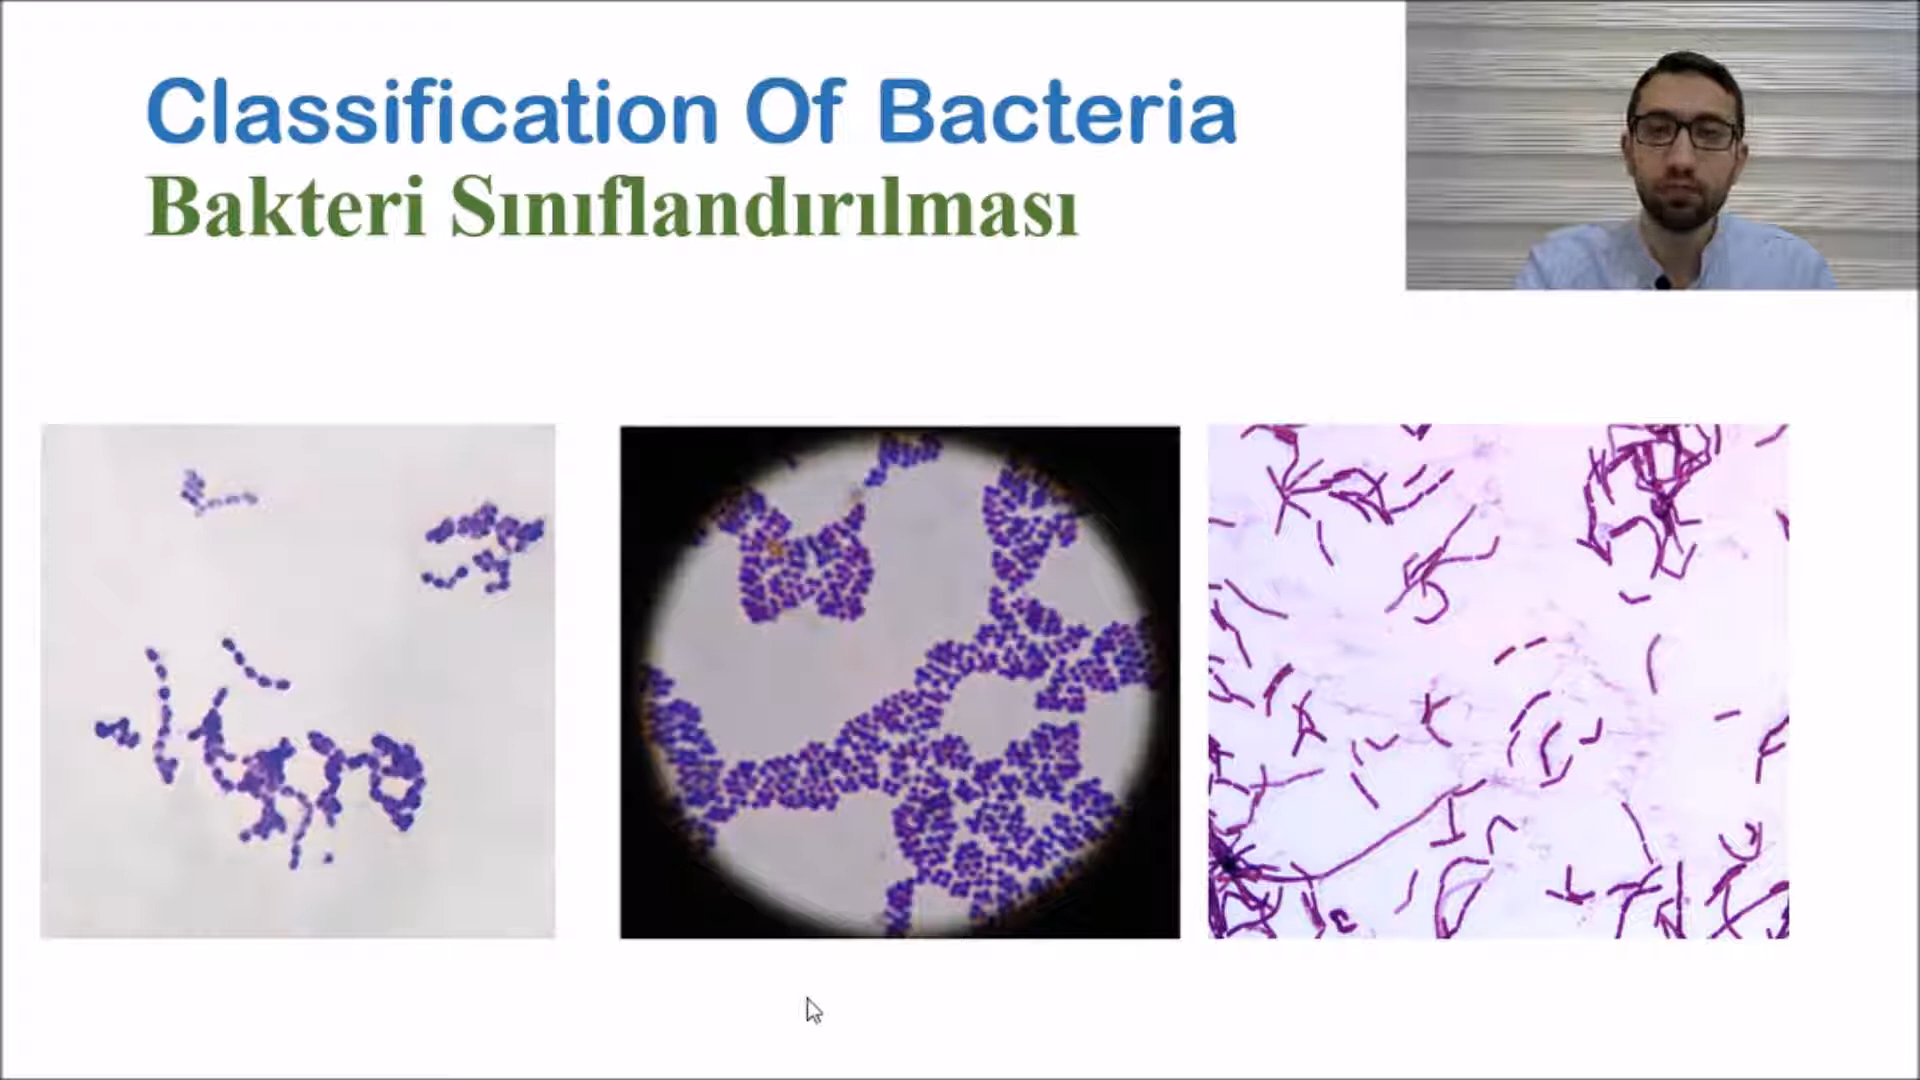 Classification Of Bacteria
Bakteri Sınıflandırılması